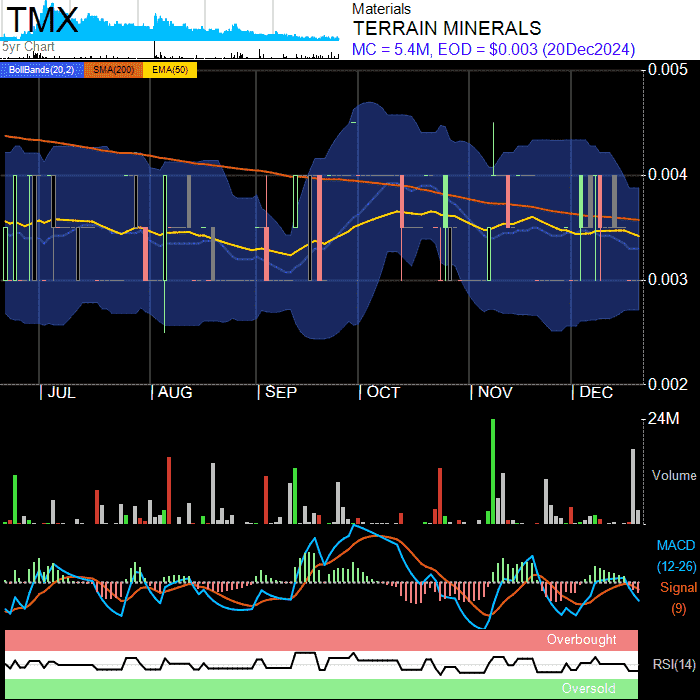 TMX
5yr Chart
Materials
TERRAIN MINERALS
MC = 5.4M, EOD = $0.003 (20Dec2024)
BollBands(20,2) SMA(200) EMA(50)
0.005
0.004
0.003
0.002
| JUL | AUG | SEP | OCT | NOV | DEC
24M
Volume
MACD
(12-26)
Signal
(9)
Overbought
RSI(14)
Oversold